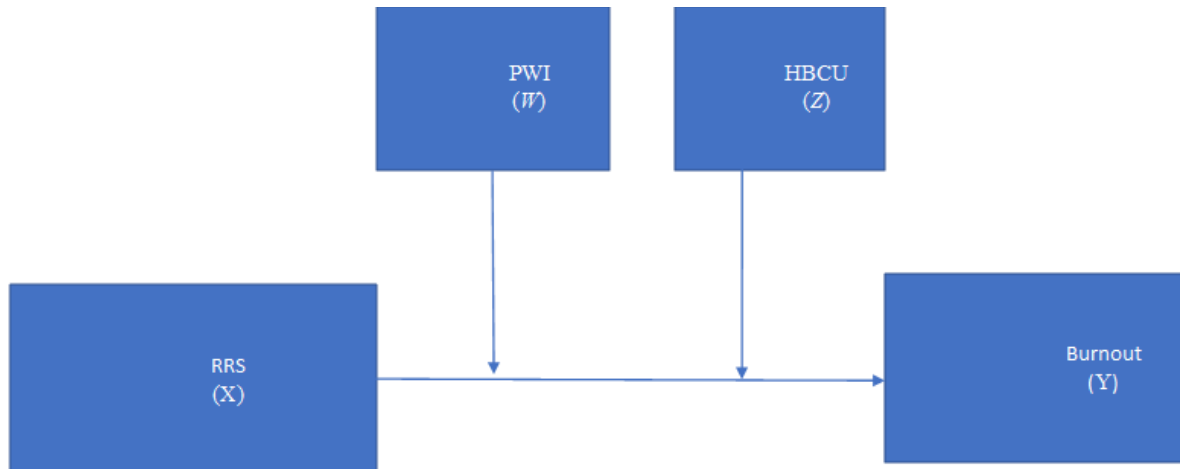 PWI
(W)
HBCU
(Z)
RRS
(X)
Burnout
(Y)